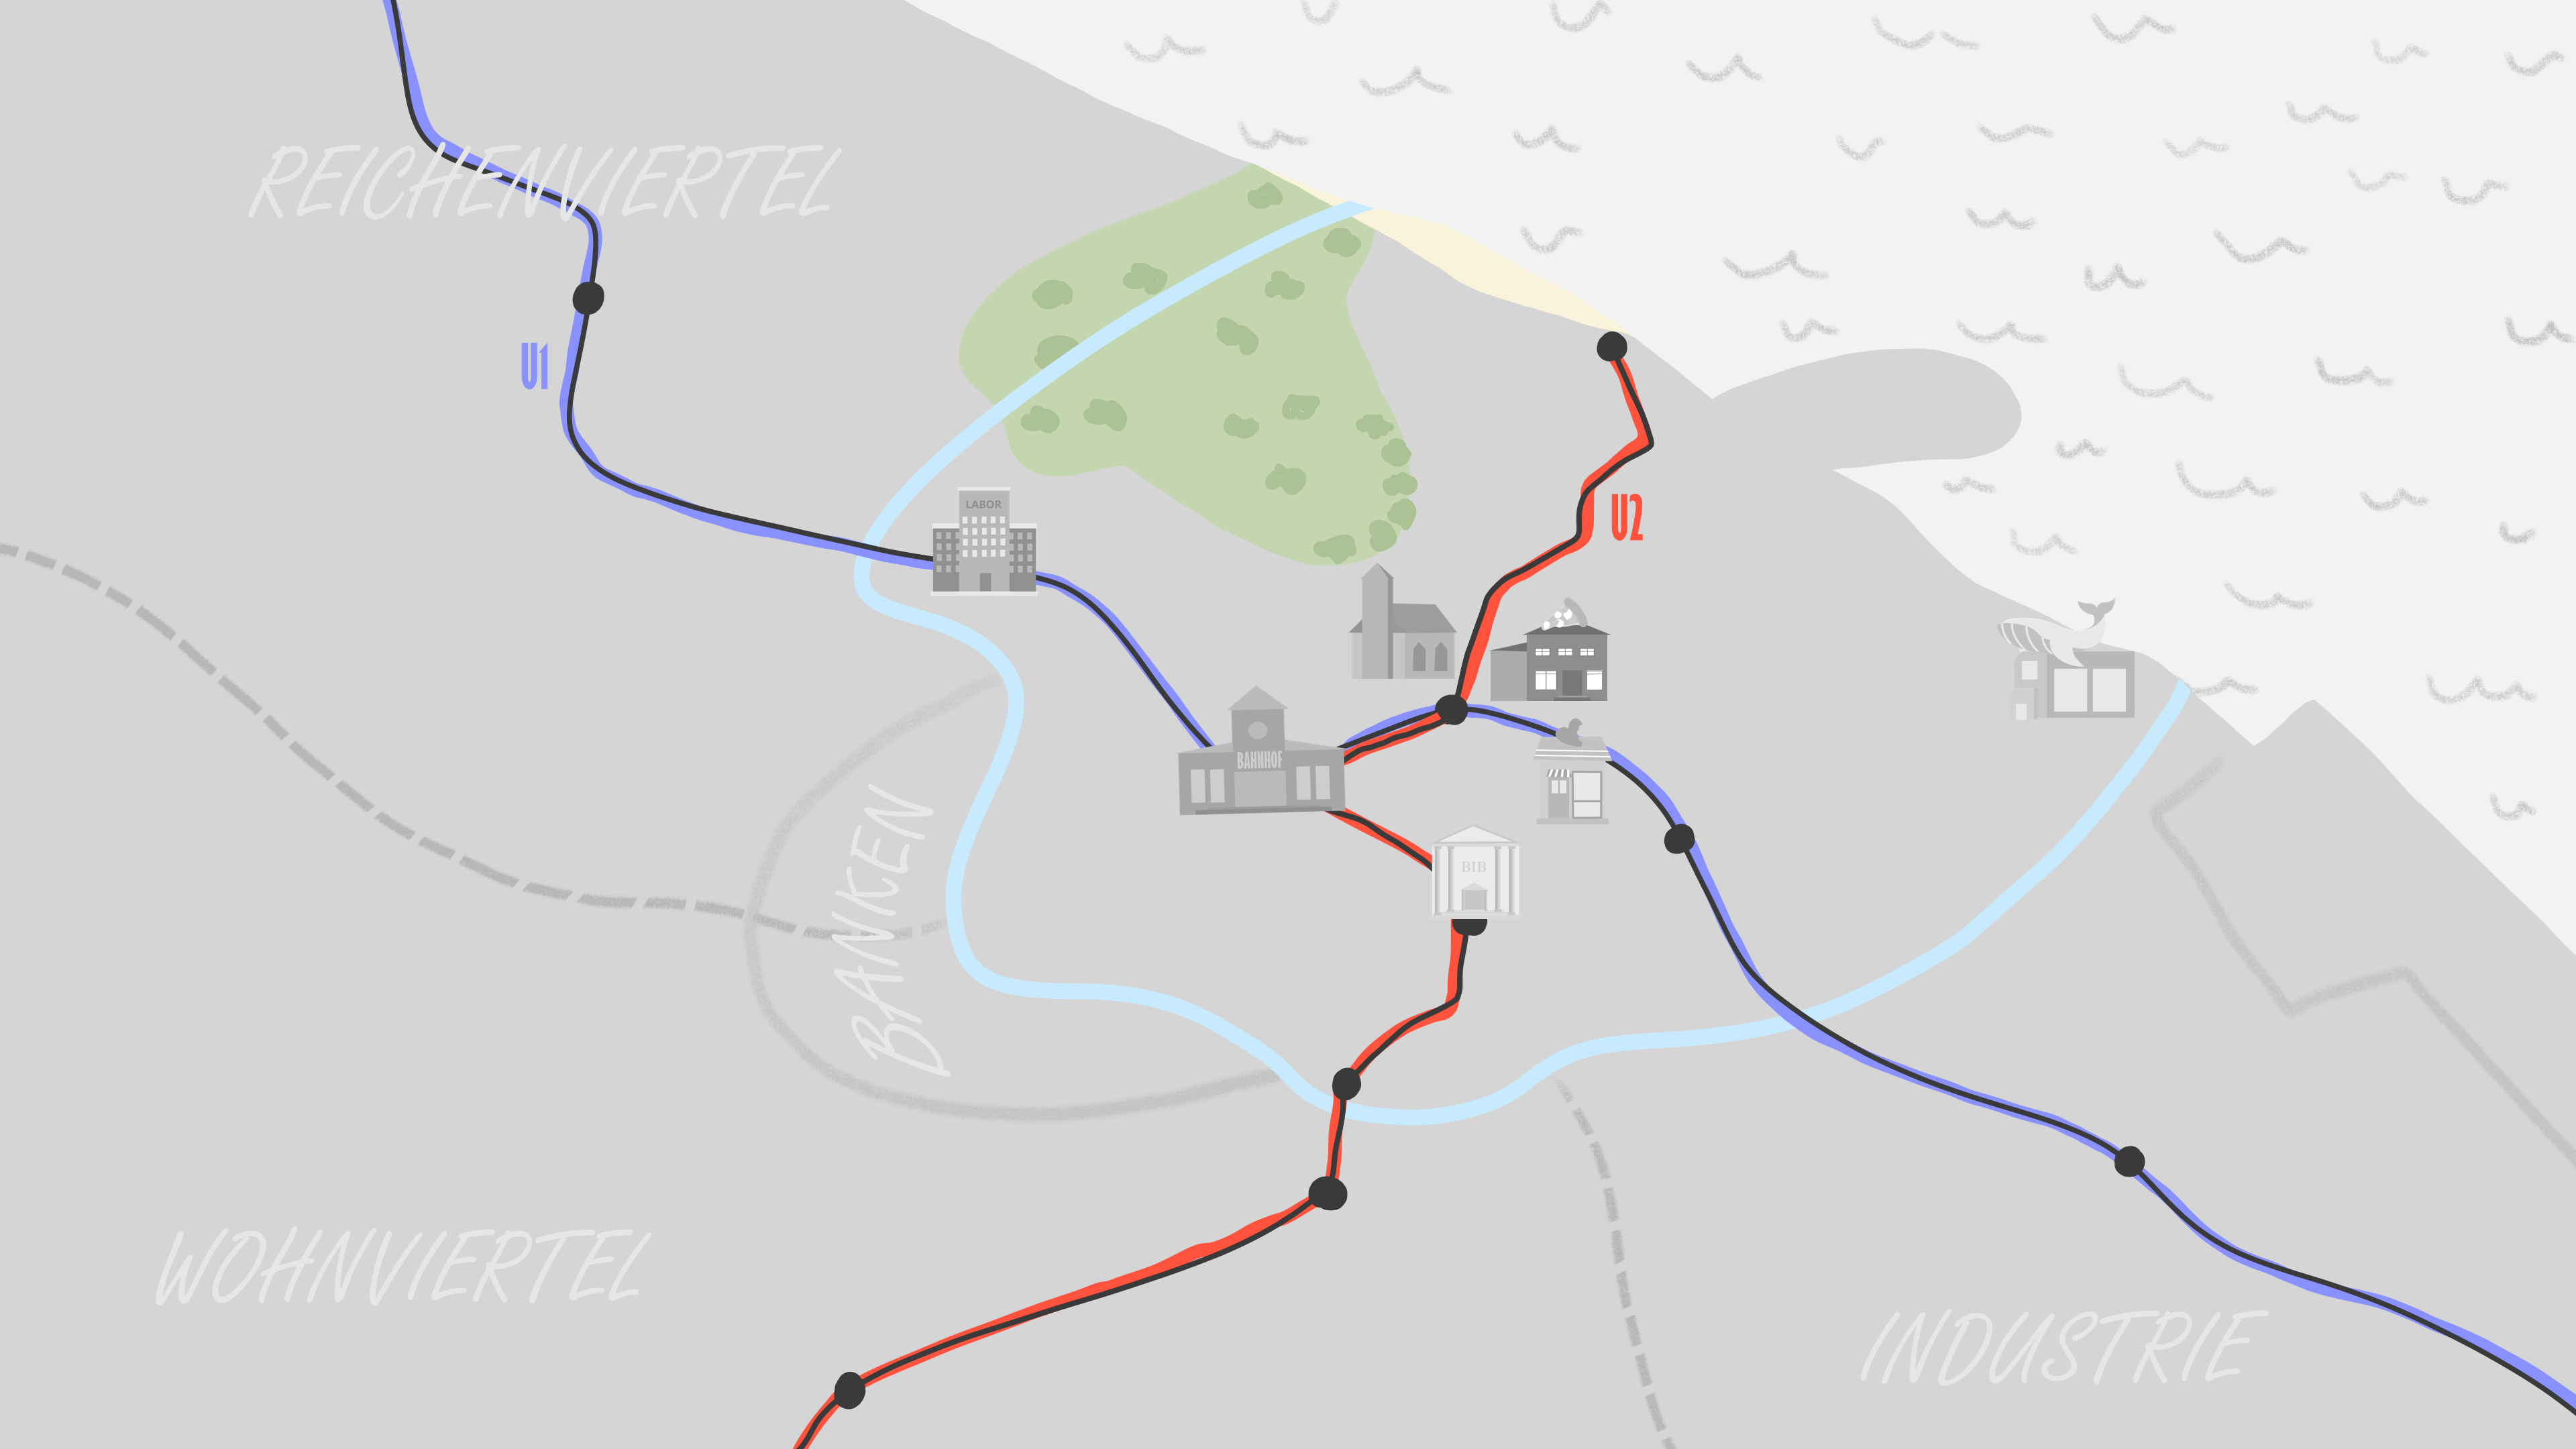 REICHENVIERTEL
U1
LABOR
U2
BAHNHOF
BANKEN
BIB
WOHNVIERTEL
INDUSTRIE